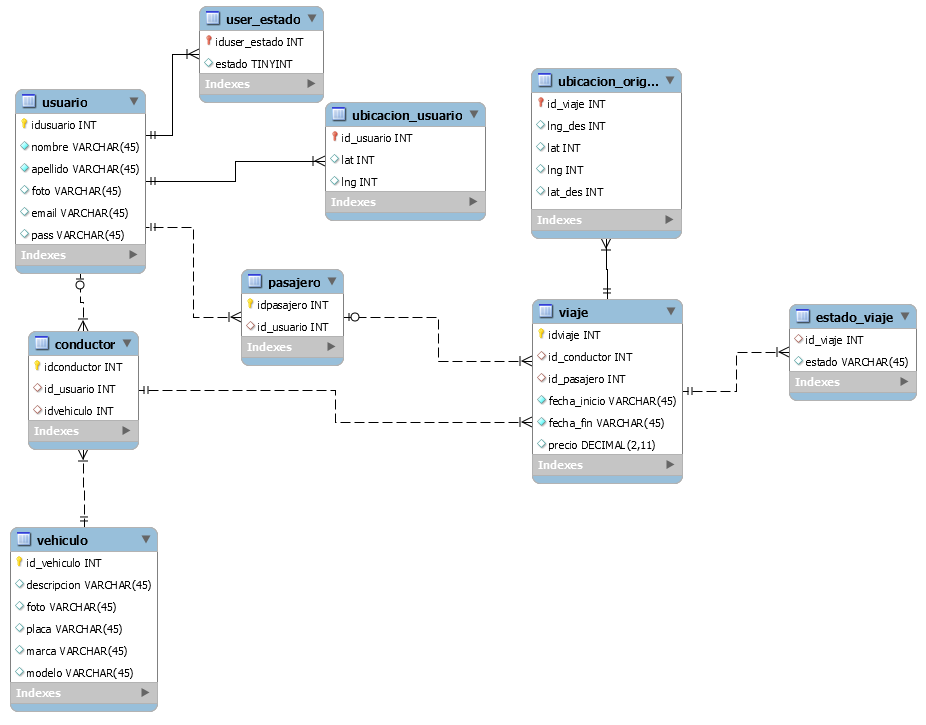 user_estado
iduser_estado INT
estado TINYINT
Indexes
usuario
idusuario INT
nombre VARCHAR(45)
apellido VARCHAR(45)
foto VARCHAR(45)
email VARCHAR(45)
pass VARCHAR(45)
Indexes
ubicacion_usuario
id_usuario INT
lat INT
lng INT
Indexes
ubicacion_orig...
id_viaje INT
lng_des INT
lat INT
lng INT
lat_des INT
Indexes
pasajero
idpasajero INT
id_usuario INT
Indexes
viaje
idviaje INT
id_conductor INT
id_pasajero INT
fecha_inicio VARCHAR(45)
fecha_fin VARCHAR(45)
precio DECIMAL(2,11)
Indexes
estado_viaje
id_viaje INT
estado VARCHAR(45)
Indexes
conductor
idconductor INT
id_usuario INT
idvehiculo INT
Indexes
vehiculo
id_vehiculo INT
descripcion VARCHAR(45)
foto VARCHAR(45)
placa VARCHAR(45)
marca VARCHAR(45)
modelo VARCHAR(45)
Indexes